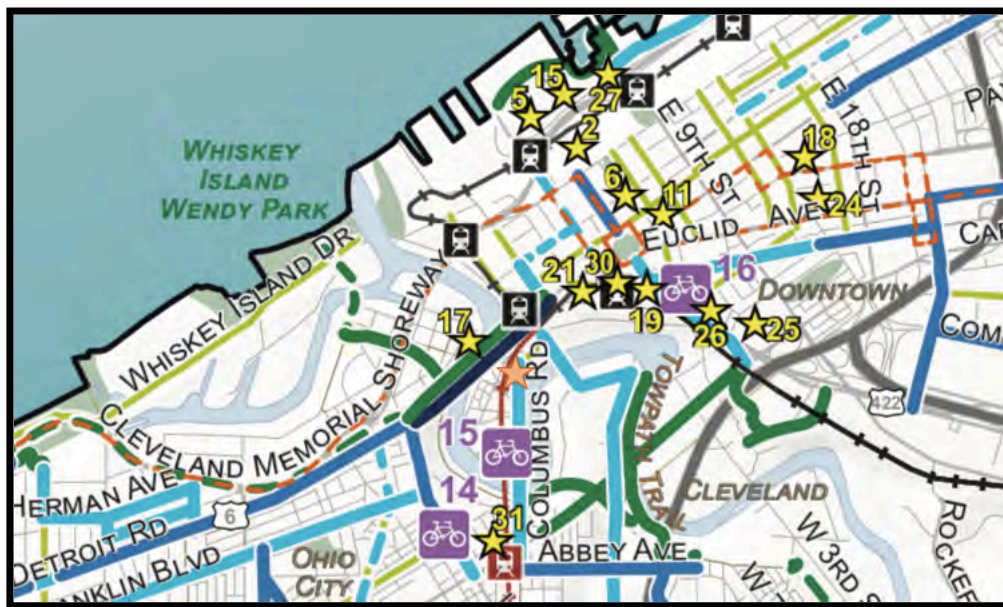 15
5
27
2
WHISKEY
ISLAND
WENDY PARK
E 9TH ST
E 18TH ST
PA
18
6
11
24
EUCLID AVE
CAR
WHISKEY ISLAND DR
21
30
16
DOWNTOWN
19
26
25
COM
17
CLEVELAND MEMORIAL SHOREWAY
COLUMBUS RD
TOWPATH TRAIL
422
15
14
CLEVELAND
HERMAN AVE
6
DETROIT RD
31
NKLIN BLVD
OHIO
CITY
ABBEY AVE
W 3RD S
W 7
ROCKE